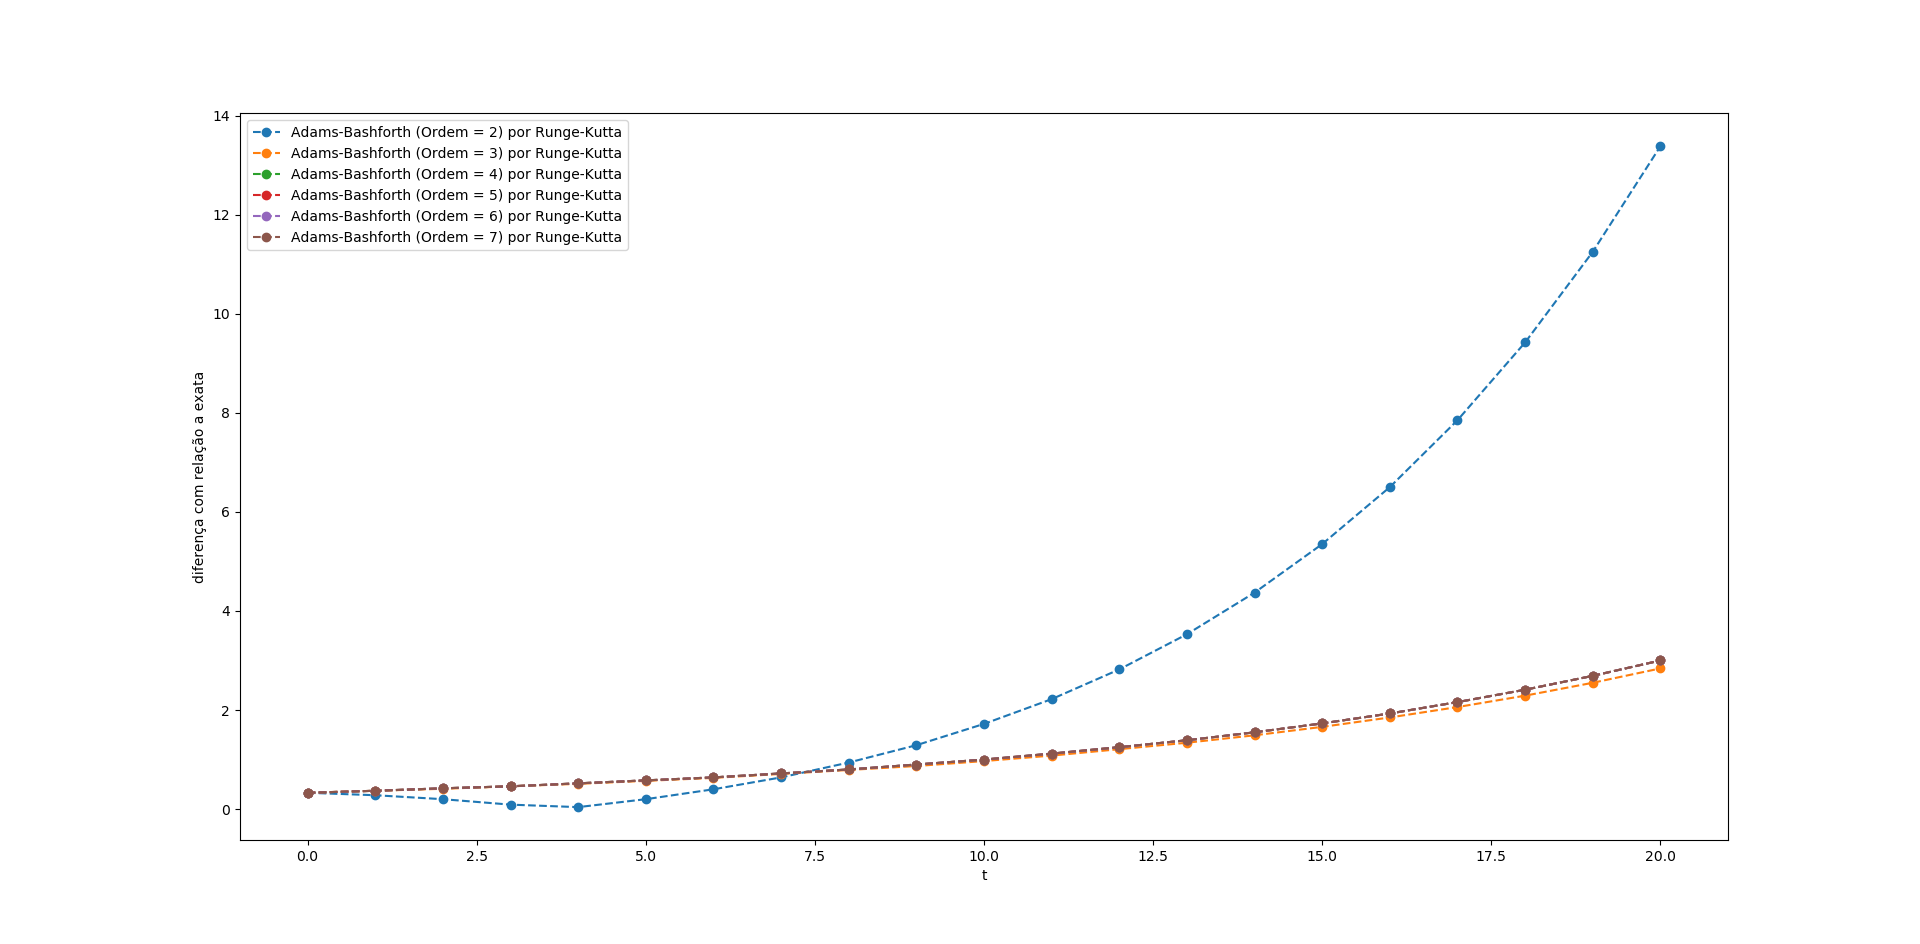 Adams-Bashforth (Ordem = 2) por Runge-Kutta
Adams-Bashforth (Ordem = 3) por Runge-Kutta
Adams-Bashforth (Ordem = 4) por Runge-Kutta
Adams-Bashforth (Ordem = 5) por Runge-Kutta
Adams-Bashforth (Ordem = 6) por Runge-Kutta
Adams-Bashforth (Ordem = 7) por Runge-Kutta
diferença com relação a exata
14
12
10
8
6
4
2
0
0.0 2.5 5.0 7.5 10.0 12.5 15.0 17.5 20.0
t